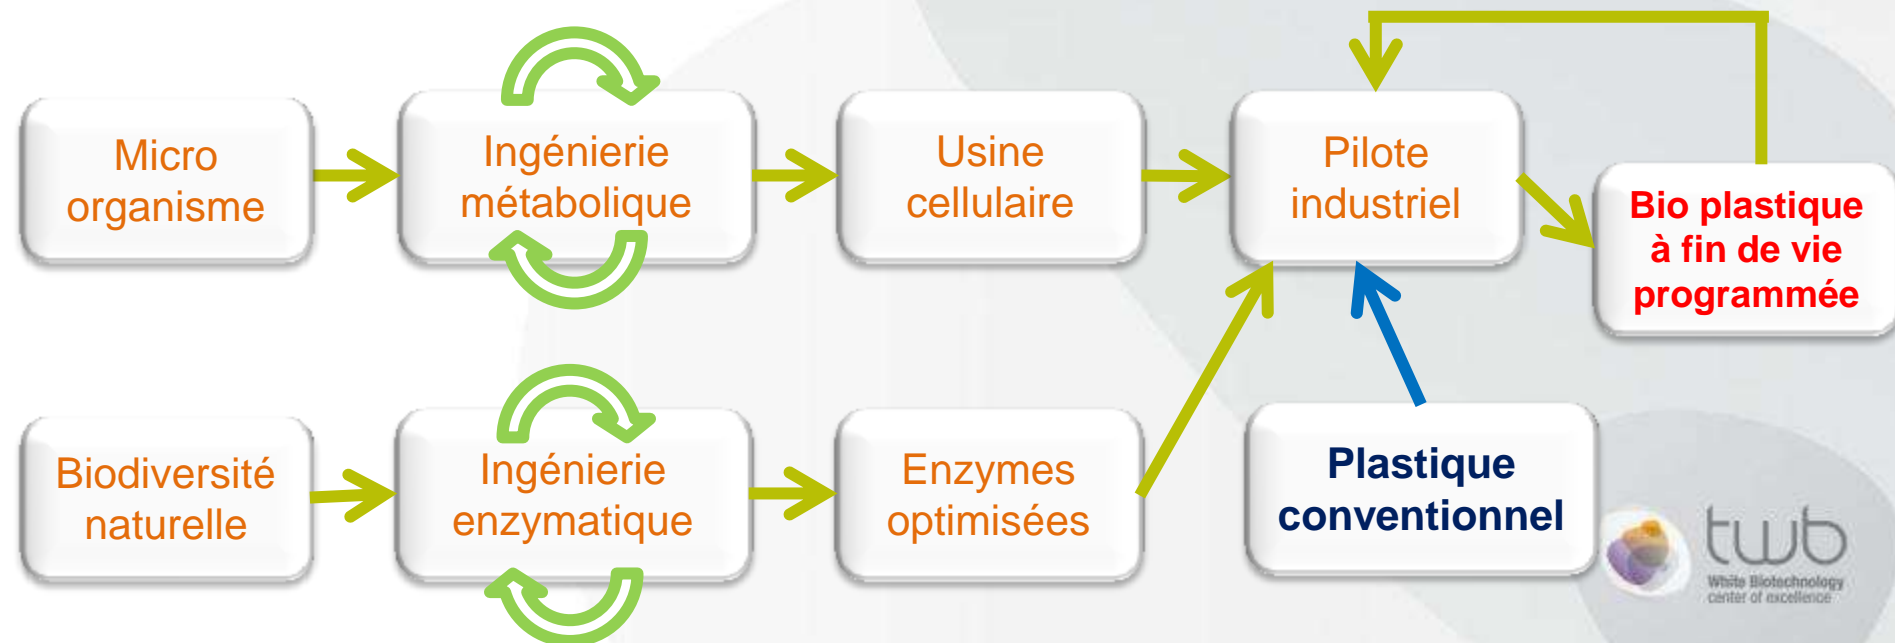 Micro
organisme
Ingénierie
métabolique
Usine
cellulaire
Pilote
industriel
Bio plastique
à fin de vie
programmée
Biodiversité
naturelle
Ingénierie
enzymatique
Enzymes
optimisées
Plastique
conventionnel
twb
White Biotechnology
center of excellence